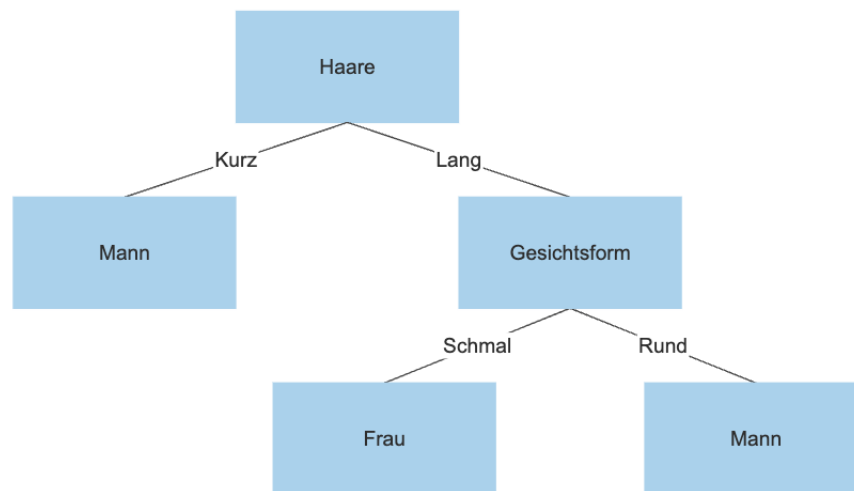 Haare
Kurz
Lang
Mann
Gesichtsform
Schmal
Rund
Frau
Mann